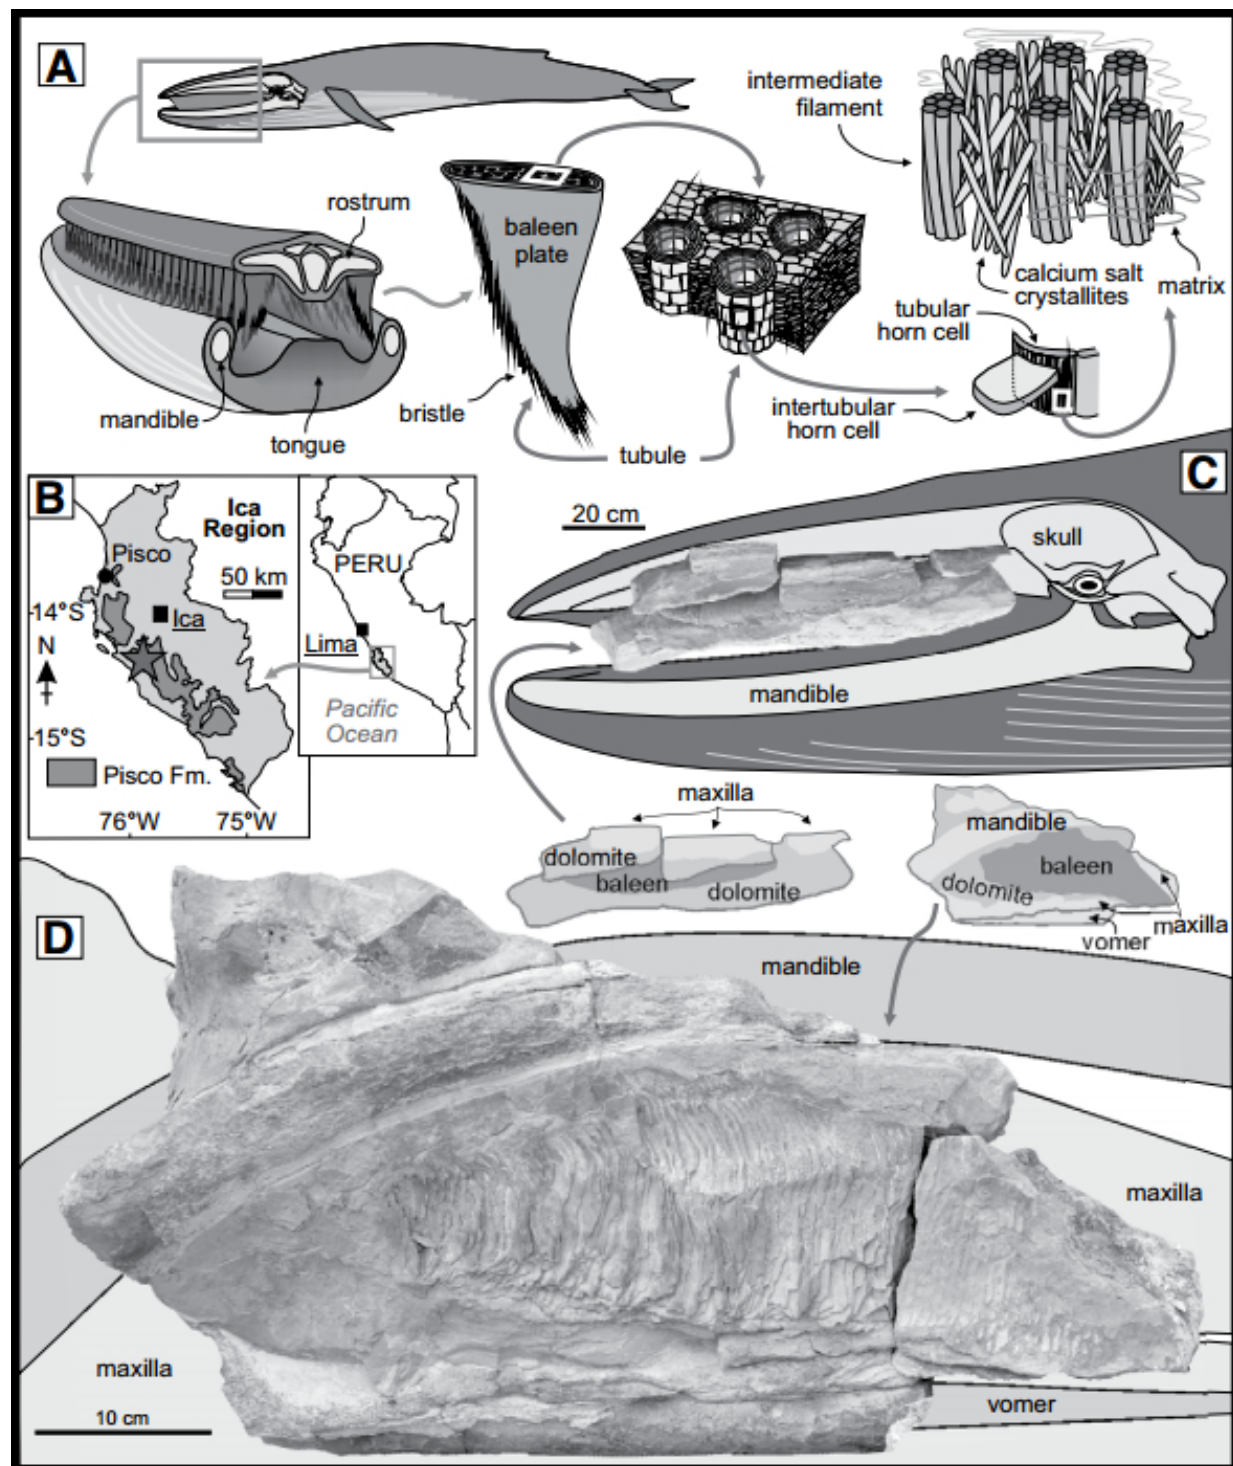 A
intermediate
filament
rostrum
baleen
plate
calcium salt
crystallites
matrix
tubular
horn cell
mandible
tongue
bristle
intertubular
horn cell
tubule
B
Ica
Region
Pisco
50 km
14°S
Ica
N
15°S
Pisco Fm.
76°W
75°W
PERU
Lima
Pacific
Ocean
C
20 cm
skull
mandible
maxilla
dolomite
baleen
dolomite
mandible
baleen
dolomite
maxilla
vomer
D
mandible
maxilla
maxilla
vomer
10 cm